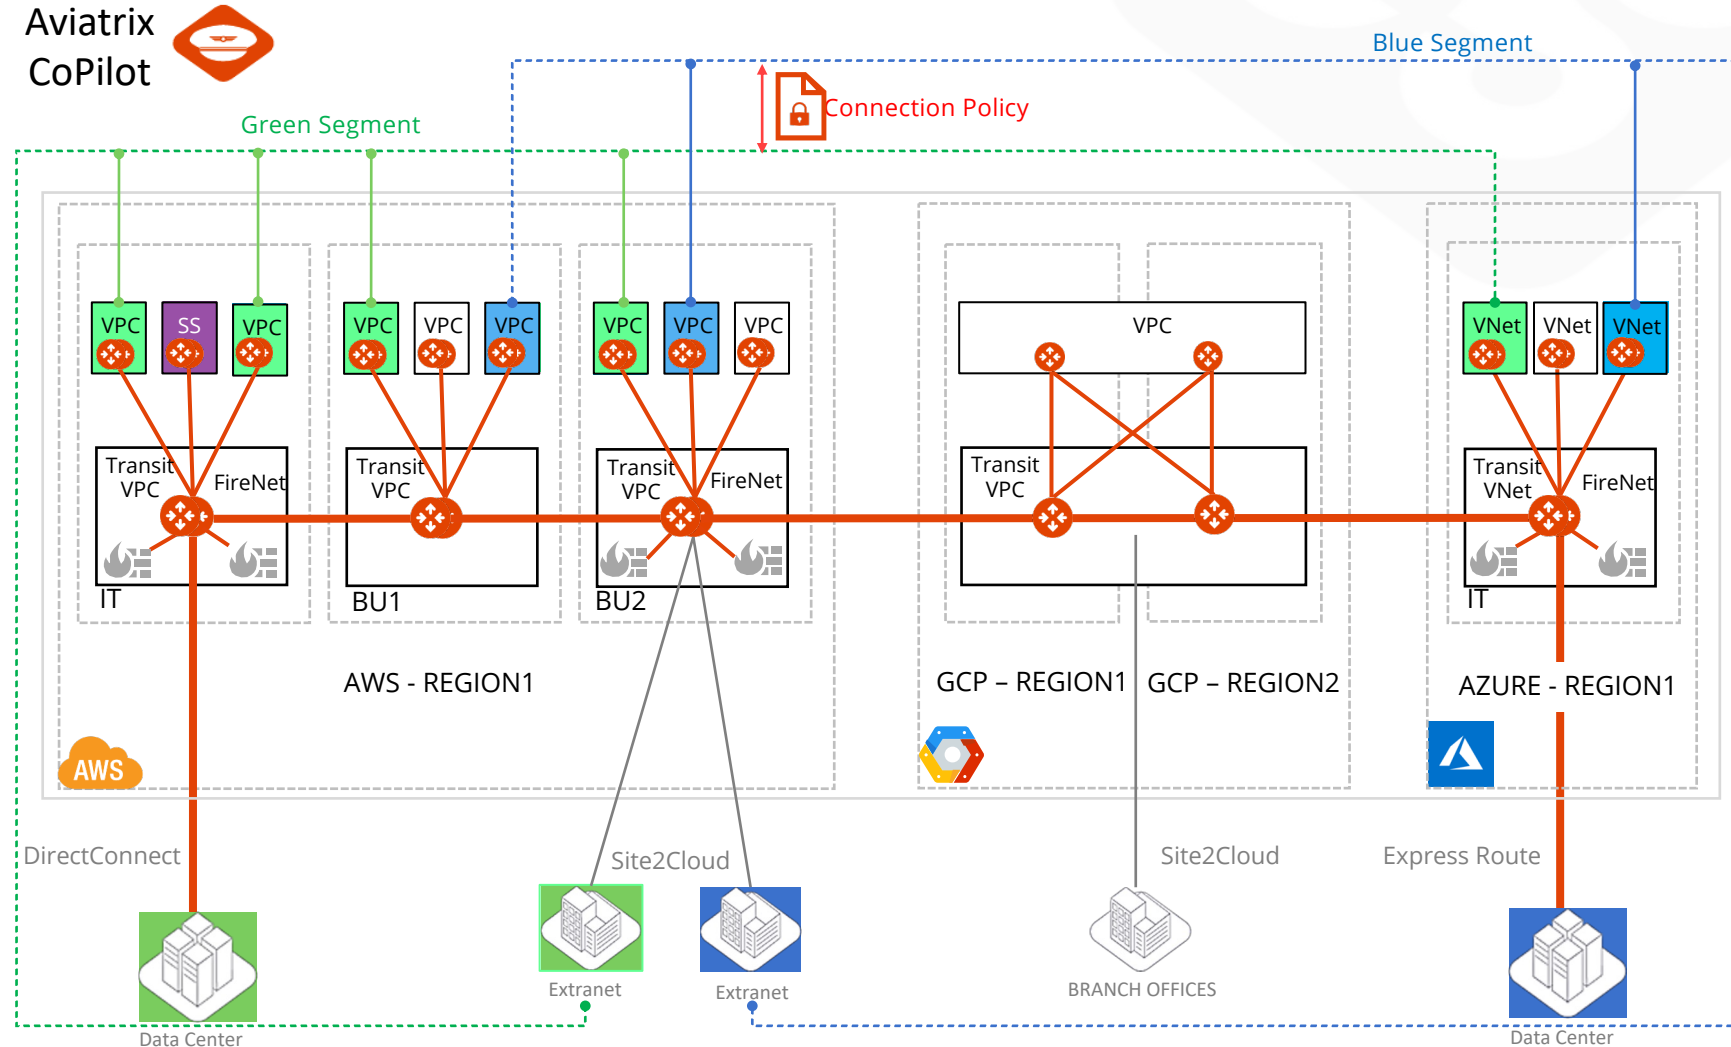 Aviatrix
CoPilot
Blue Segment
Connection Policy
Green Segment
VPC
SS
VPC
VPC
VPC
VPC
VPC
VPC
VPC
VPC
VNet
VNet
VNet
Transit
VPC
FireNet
Transit
VPC
Transit
VPC
FireNet
Transit
VPC
Transit
VNet
FireNet
IT
BU1
BU2
IT
AWS - REGION1
GCP – REGION1
GCP – REGION2
AZURE - REGION1
AWS
DirectConnect
Site2Cloud
Site2Cloud
Express Route
Extranet
Extranet
BRANCH OFFICES
Data Center
Data Center